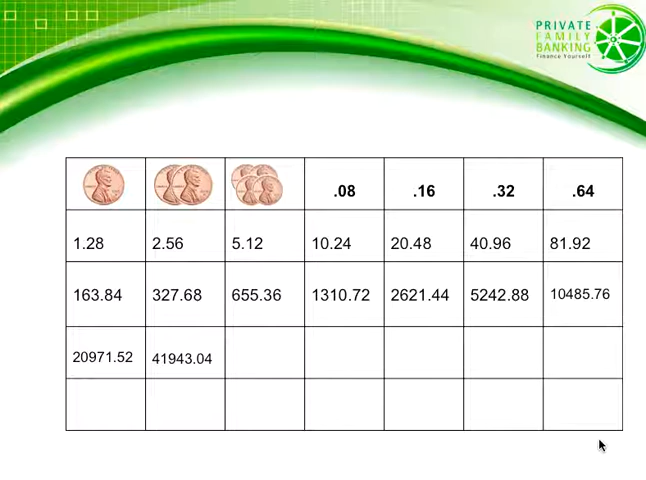 PRIVATE
FAMILY
BANKING
Finance Yourself
.08 .16 .32 .64
1.28 2.56 5.12 10.24 20.48 40.96 81.92
163.84 327.68 655.36 1310.72 2621.44 5242.88 10485.76
20971.52 41943.04